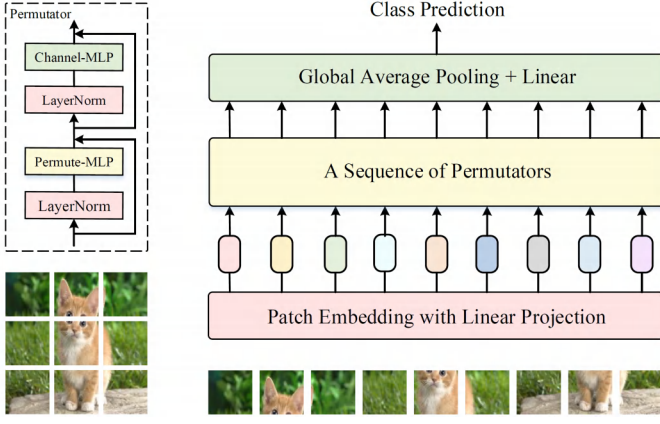 Permutator
Channel-MLP
LayerNorm
Permute-MLP
LayerNorm
Class Prediction
Global Average Pooling + Linear
A Sequence of Permutators
Patch Embedding with Linear Projection